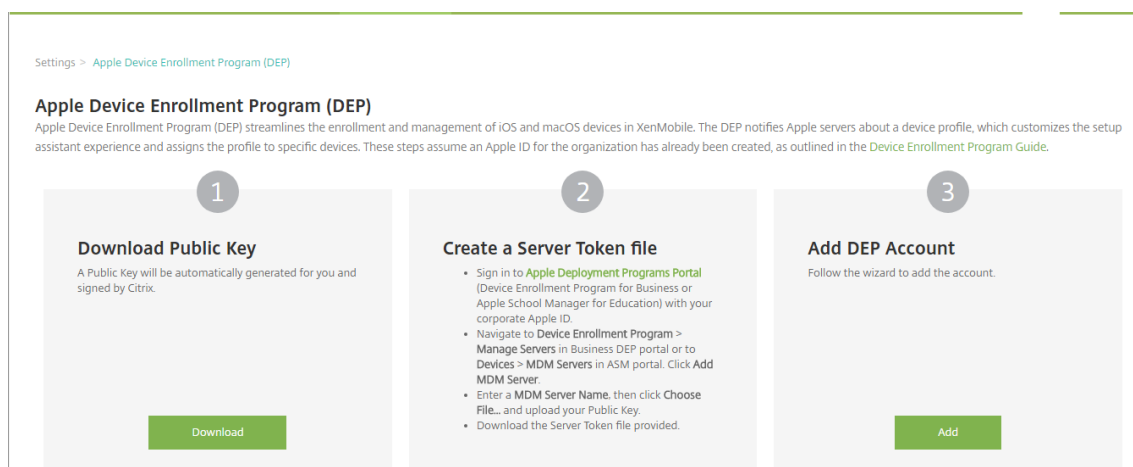 Settings > Apple Device Enrollment Program (DEP)
Apple Device Enrollment Program (DEP)
Apple Device Enrollment Program (DEP) streamlines the enrollment and management of iOS and macOS devices in XenMobile. The DEP notifies Apple servers about a device profile, which customizes the setup
assistant experience and assigns the profile to specific devices. These steps assume an Apple ID for the organization has already been created, as outlined in the Device Enrollment Program Guide.
1
Download Public Key
A Public Key will be automatically generated for you and
signed by Citrix.
Download
2
Create a Server Token file
• Sign in to Apple Deployment Programs Portal
(Device Enrollment Program for Business or
Apple School Manager for Education) with your
corporate Apple ID.
• Navigate to Device Enrollment Program >
Manage Servers in Business DEP portal or to
Devices > MDM Servers in ASM portal. Click Add
MDM Server.
• Enter a MDM Server Name, then click Choose
File... and upload your Public Key.
• Download the Server Token file provided.
3
Add DEP Account
Follow the wizard to add the account.
Add